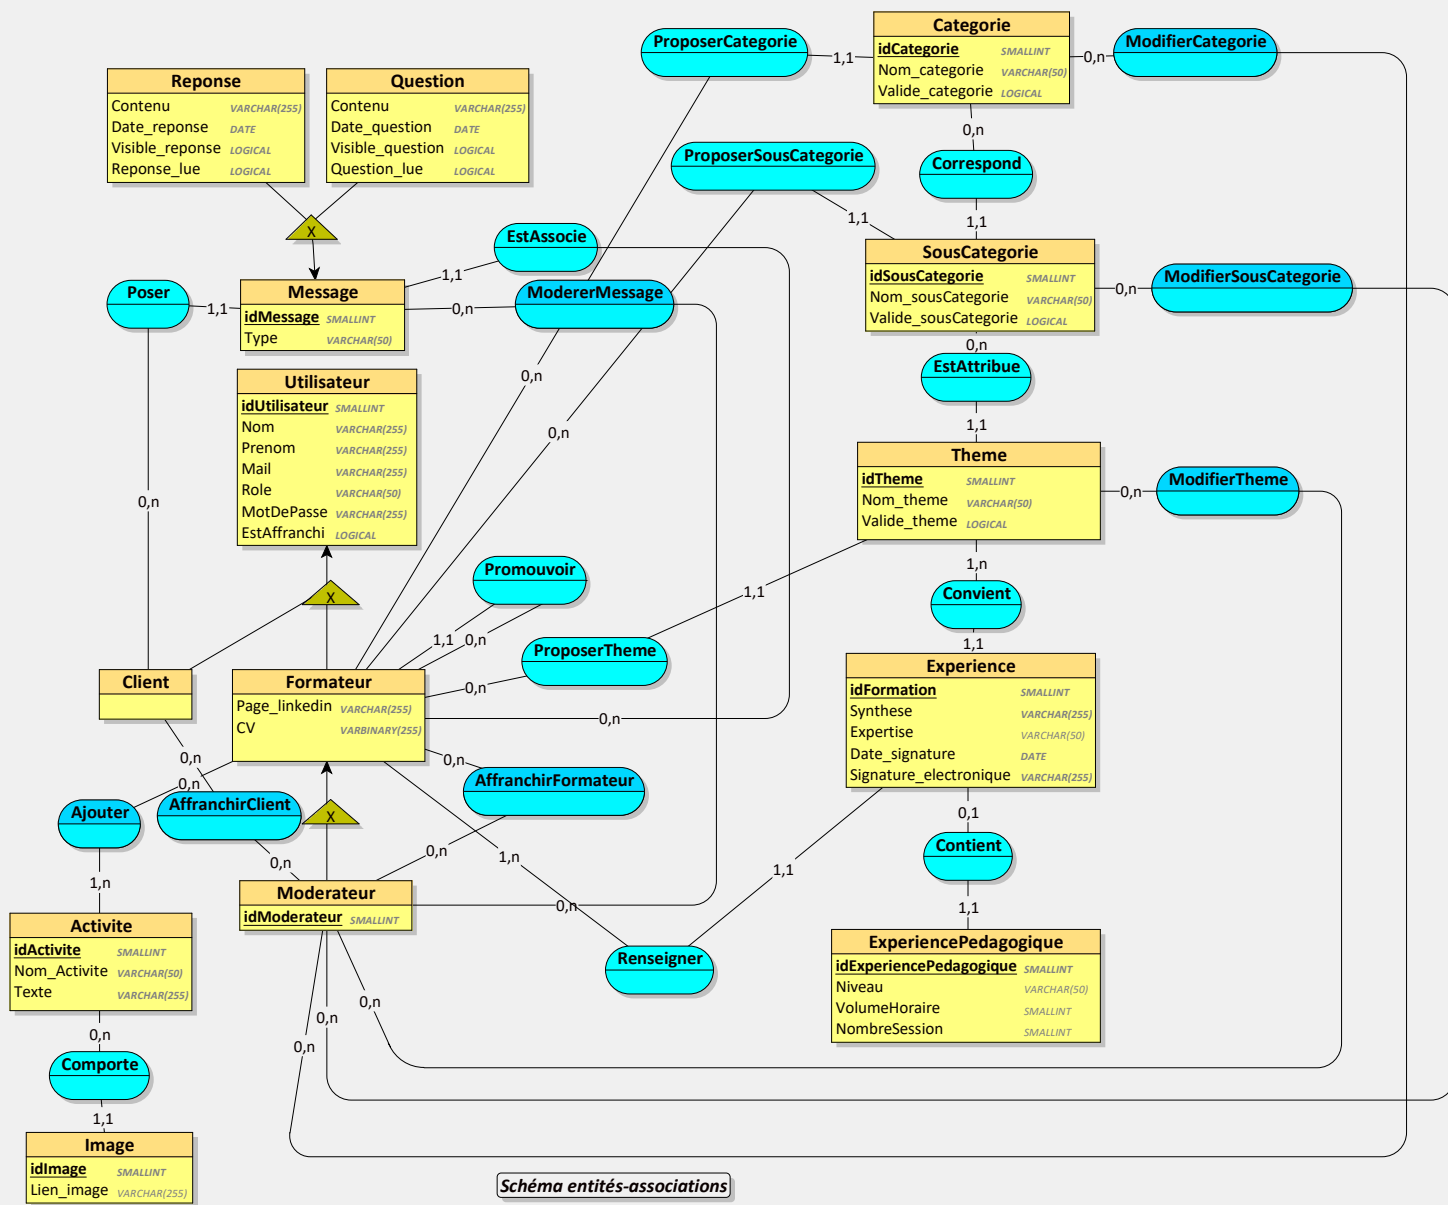 ProposerCategorie
1,1
Categorie
idCategorie SMALLINT
Nom_categorie VARCHAR(50)
Valide_categorie LOGICAL
0,n
ModifierCategorie
Reponse
Contenu VARCHAR(255)
Date_reponse DATE
Visible_reponse LOGICAL
Reponse_lue LOGICAL
Question
Contenu VARCHAR(255)
Date_question DATE
Visible_question LOGICAL
Question_lue LOGICAL
0,n
ProposerSousCategorie
Correspond
1,1
1,1
X
EstAssocie
1,1
SousCategorie
idSousCategorie SMALLINT
Nom_sousCategorie VARCHAR(50)
Valide_sousCategorie LOGICAL
0,n
ModifierSousCategorie
Poser
1,1
Message
idMessage SMALLINT
Type VARCHAR(50)
0,n
ModererMessage
0,n
EstAttribue
1,1
Utilisateur
idUtilisateur SMALLINT
Nom VARCHAR(255)
Prenom VARCHAR(255)
Mail VARCHAR(255)
Role VARCHAR(50)
MotDePasse VARCHAR(255)
EstAffranchi LOGICAL
0,n
0,n
0,n
Theme
idTheme SMALLINT
Nom_theme VARCHAR(50)
Valide_theme LOGICAL
0,n
ModifierTheme
1,n
Convient
1,1
X
Promouvoir
1,1
0,n
1,1
ProposerTheme
0,n
Client
Formateur
Page_linkedin VARCHAR(255)
CV VARBINARY(255)
0,n
Experience
idFormation SMALLINT
Synthese VARCHAR(255)
Expertise VARCHAR(50)
Date_signature DATE
Signature_electronique VARCHAR(255)
0,n
0,n
0,n
AffranchirFormateur
Ajouter
AffranchirClient
X
0,1
Contient
1,1
0,n
0,n
1,n
1,1
1,n
Moderateur
idModerateur SMALLINT
0,n
Activite
idActivite SMALLINT
Nom_Activite VARCHAR(50)
Texte VARCHAR(255)
Renseigner
ExperiencePedagogique
idExperiencePedagogique SMALLINT
Niveau VARCHAR(50)
VolumeHoraire SMALLINT
NombreSession SMALLINT
0,n
0,n
0,n
0,n
Comporte
1,1
Image
idImage SMALLINT
Lien_image VARCHAR(255)
Schéma entités-associations